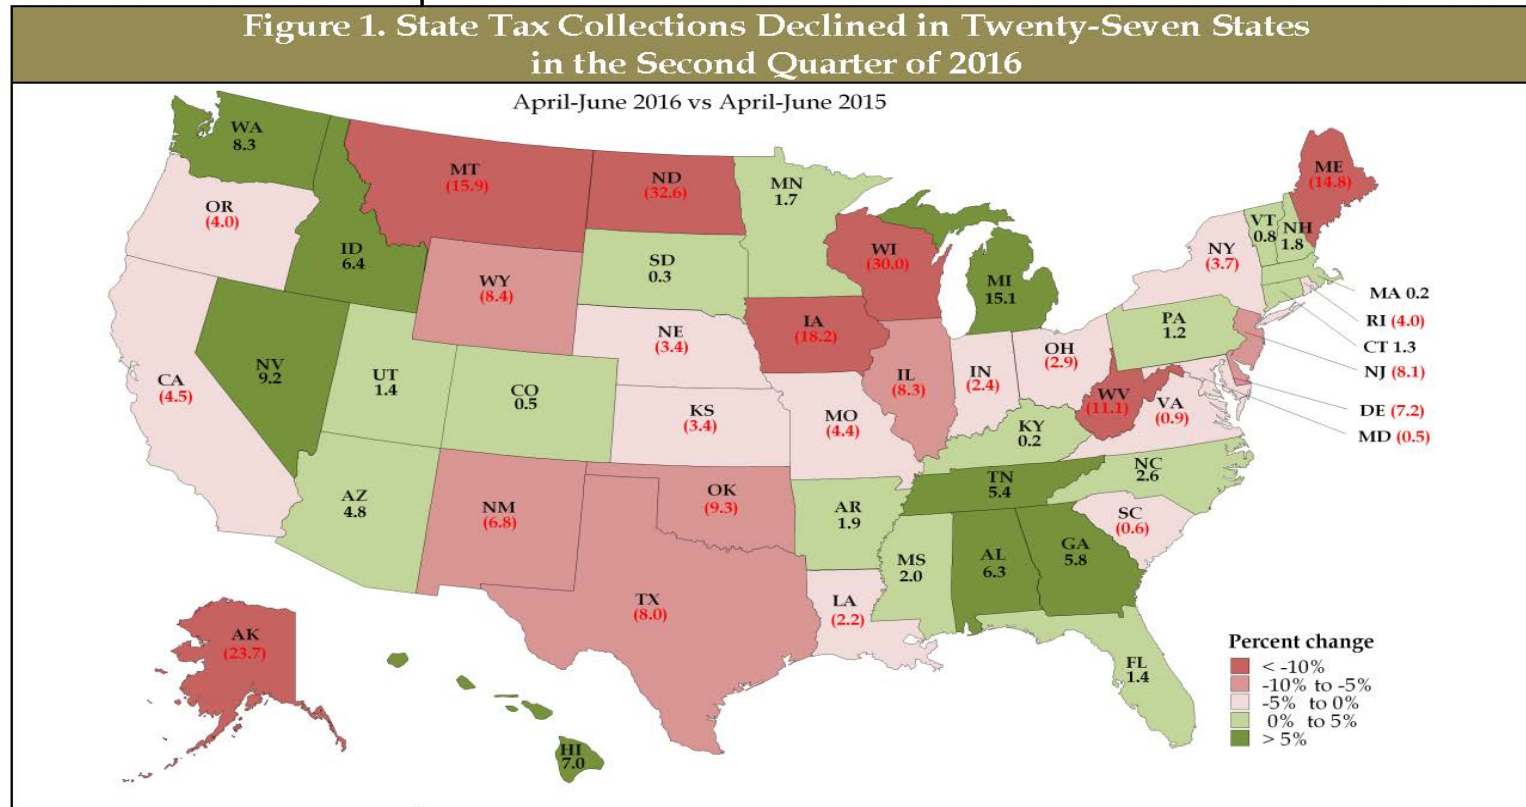 Figure 1. State Tax Collections Declined in Twenty-Seven States
in the Second Quarter of 2016
April-June 2016 vs April-June 2015
WA
8.3
MT
(15.9)
ND
(32.6)
MN
1.7
ME
(14.8)
OR
(4.0)
ID
6.4
WY
(8.4)
SD
0.3
WI
(30.0)
MI
15.1
NY
(3.7)
VT
0.8
NH
1.8
MA 0.2
RI (4.0)
CT 1.3
NJ (8.1)
DE (7.2)
MD (0.5)
CA
(4.5)
NV
9.2
UT
1.4
CO
0.5
NE
(3.4)
KS
(3.4)
IA
(18.2)
MO
(4.4)
IL
(8.3)
IN
(2.4)
OH
(2.9)
PA
1.2
WV
(11.1)
VA
(0.9)
KY
0.2
AZ
4.8
NM
(6.8)
OK
(9.3)
AR
1.9
TN
5.4
NC
2.6
SC
(0.6)
TX
(8.0)
LA
(2.2)
MS
2.0
AL
6.3
GA
5.8
FL
1.4
AK
(23.7)
HI
7.0
Percent change
< -10%
-10% to -5%
-5% to 0%
0% to 5%
> 5%